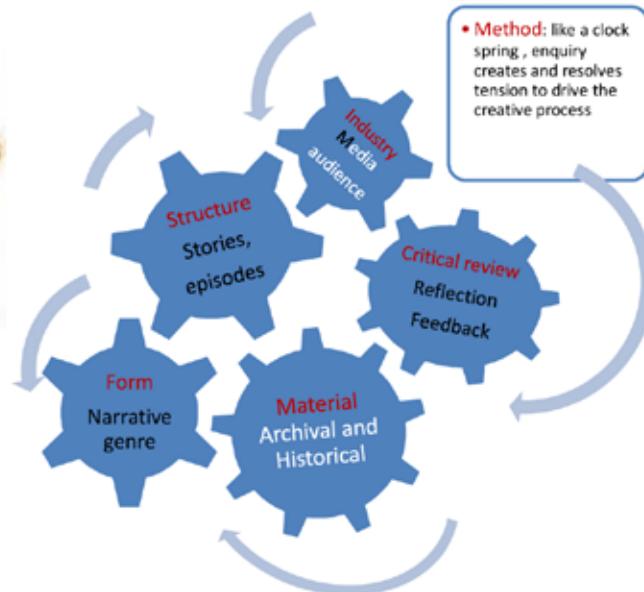 • Method: like a clock
spring , enquiry
creates and resolves
tension to drive the
creative process
Industry
Media
audience
Structure
Stories,
episodes
Critical review
Reflection
Feedback
Form
Narrative
genre
Material
Archival and
Historical